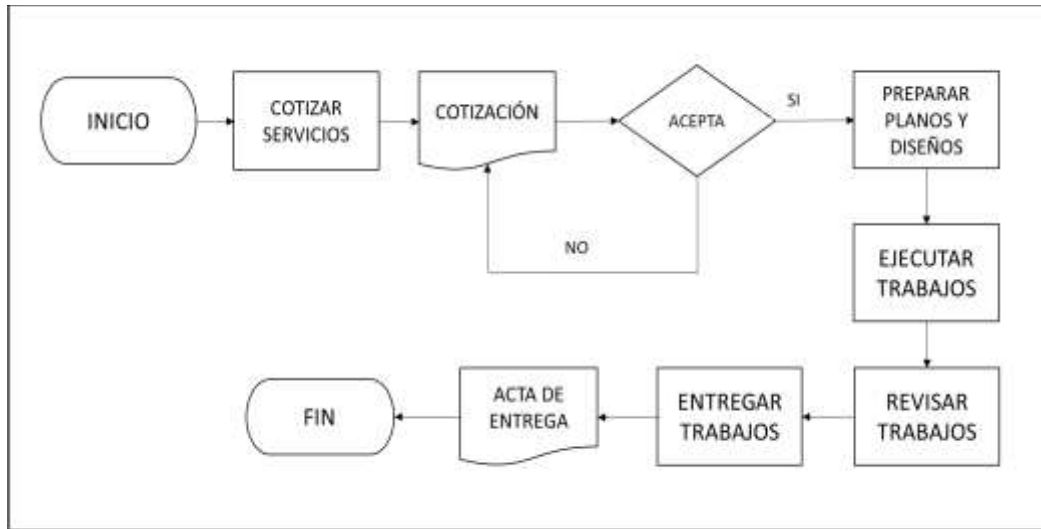 INICIO
COTIZAR
SERVICIOS
COTIZACIÓN
ACEPTA
SI
PREPARAR
PLANOS Y
DISEÑOS
NO
EJECUTAR
TRABAJOS
REVISAR
TRABAJOS
ENTREGAR
TRABAJOS
ACTA DE
ENTREGA
FIN